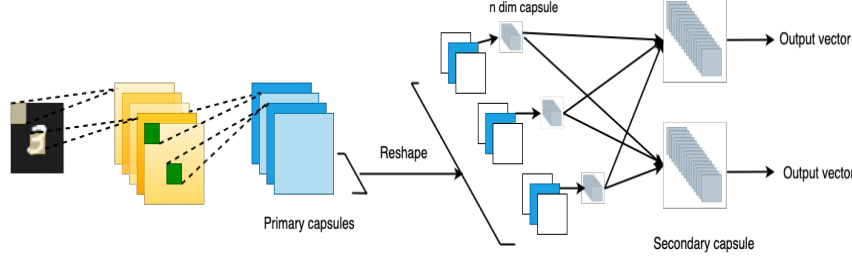 n dim capsule
Output vector
Reshape
Output vector
Primary capsules
Secondary capsule